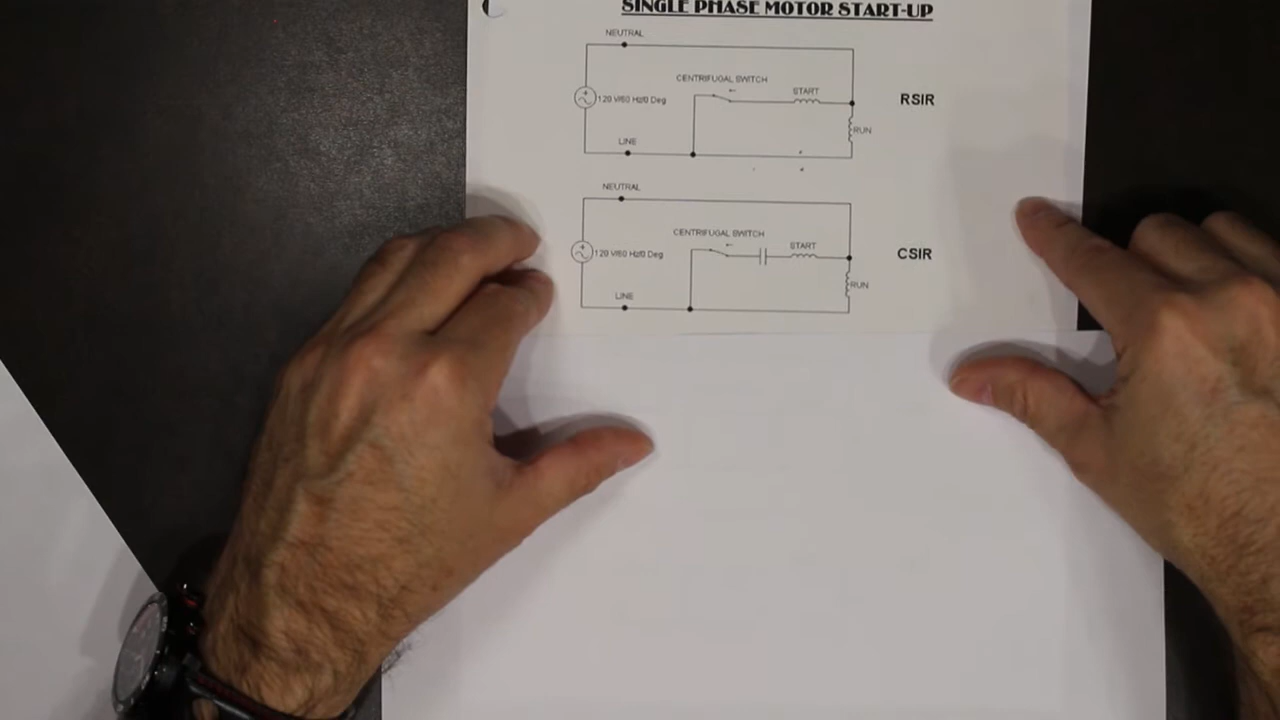 SINGLE PHASE MOTOR START-UP
NEUTRAL
CENTRIFUGAL SWITCH
START
120 V/60 Hz/0 Deg
RSIR
RUN
LINE
NEUTRAL
CENTRIFUGAL SWITCH
START
120 V/60 Hz/0 Deg
CSIR
RUN
LINE